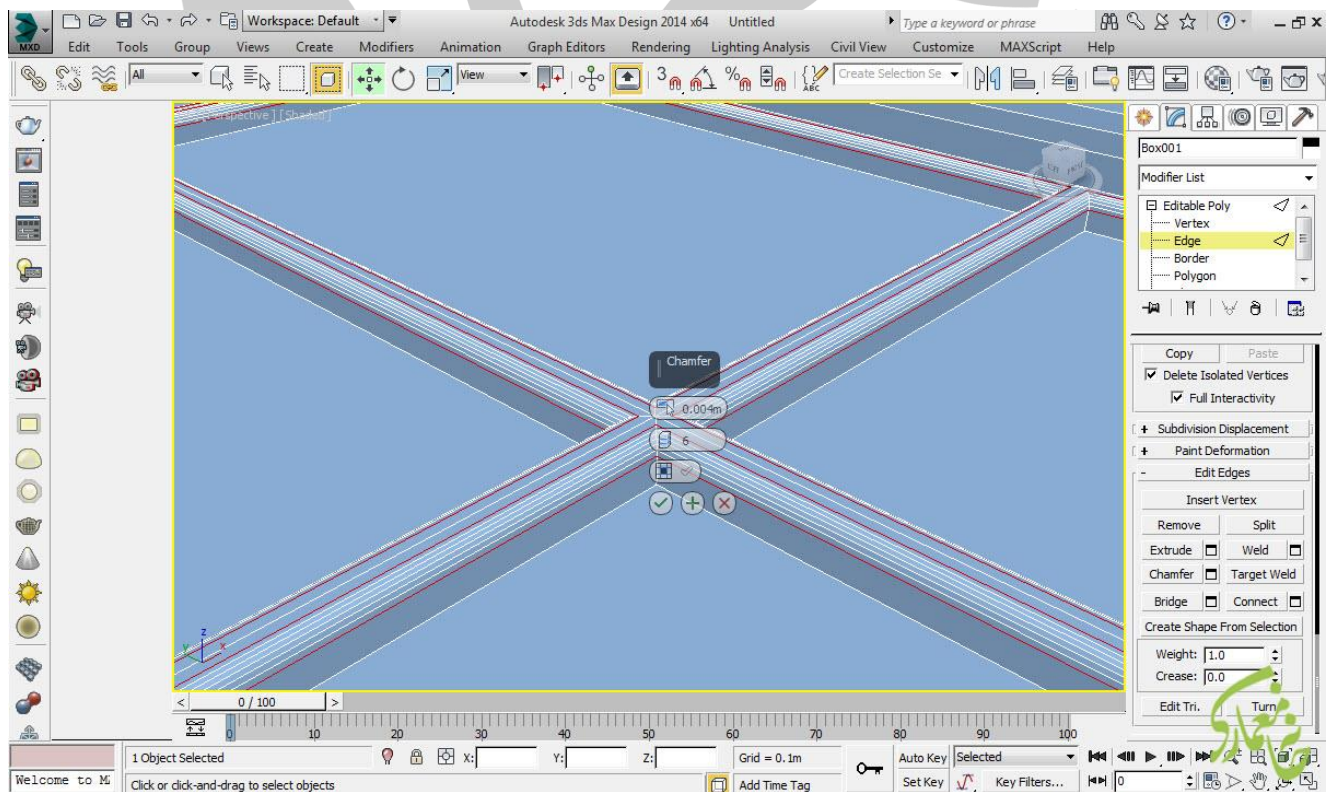 Workspace: Default
Autodesk 3ds Max Design 2014 x64 Untitled
Type a keyword or phrase
MXD
Edit Tools Group Views Create Modifiers Animation Graph Editors Rendering Lighting Analysis Civil View Customize MAXScript Help
All
View
3
%
ABC
Create Selection Se
Perspective ] [ Shaded ]
Box001
Modifier List
Editable Poly
Vertex
Edge
Border
Polygon
Copy Paste
Delete Isolated Vertices
Full Interactivity
+ Subdivision Displacement
+ Paint Deformation
- Edit Edges
Insert Vertex
Remove Split
Extrude Weld
Chamfer Target Weld
Bridge Connect
Create Shape From Selection
Weight: 1.0
Crease: 0.0
Edit Tri. Turn
Chamfer
0.004m
6
z
y x
< 0 / 100 >
0 10 20 30 40 50 60 70 80 90 100
1 Object Selected
X: Y: Z:
Grid = 0.1m
Auto Key Selected
Welcome to M
Click or click-and-drag to select objects
Add Time Tag
Set Key Key Filters...
0